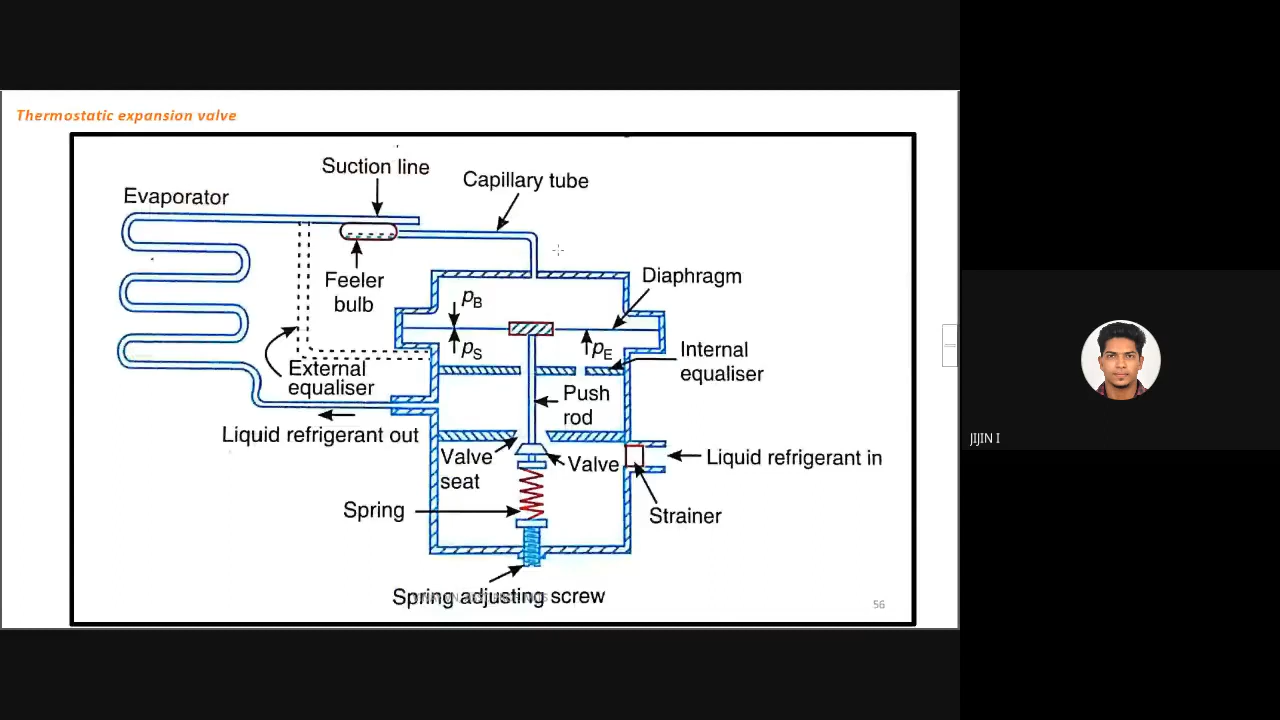 Thermostatic expansion valve
Suction line
Capillary tube
Evaporator
Feeler
bulb
Diaphragm
pB
pS
pE
Internal
equaliser
External
equaliser
Push
rod
Liquid refrigerant out
Valve
seat
Valve
Liquid refrigerant in
Spring
Strainer
Spring adjusting screw
56
JIJIN I